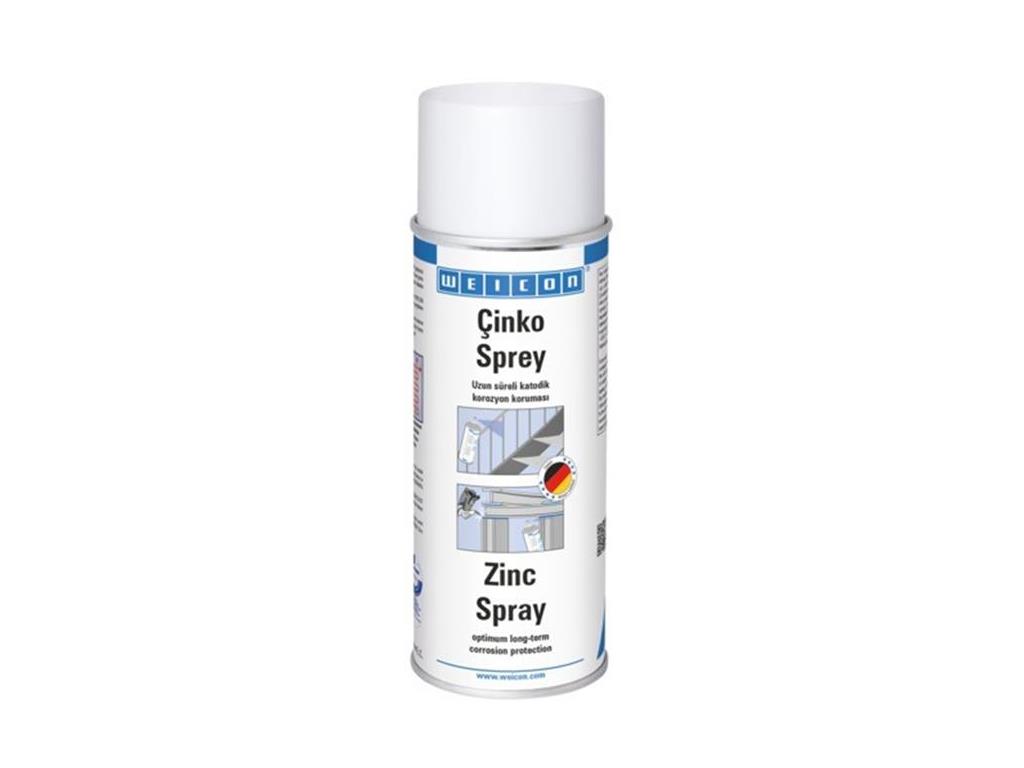 WEICON®
Çinko
Sprey
Uzun süreli katodik
korozyon koruması
Zinc
Spray
optimum long-term
corrosion protection
www.weicon.com